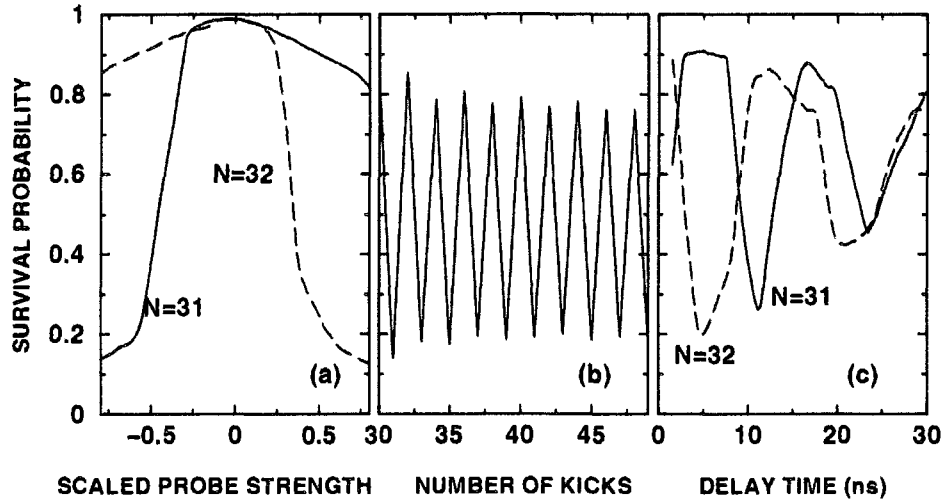 SURVIVAL PROBABILITY
1
0.8
0.6
0.4
0.2
0
N=32
N=31
(a)
−0.5
0
0.5
SCALED PROBE STRENGTH
(b)
30
35
40
45
NUMBER OF KICKS
N=31
N=32
(c)
0
10
20
30
DELAY TIME (ns)